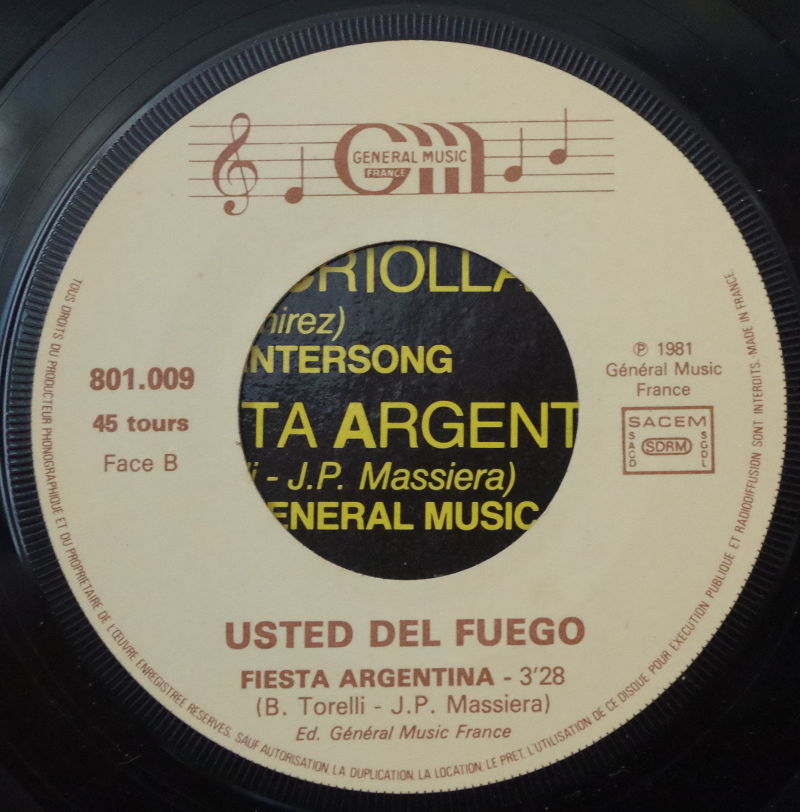 GENERAL MUSIC
FRANCE
CRIOLLA
mirez)
INTERSONG
TA ARGENT
i - J.P. Massiera)
ENERAL MUSIC
801.009
45 tours
Face B
℗ 1981
Général Music
France
SACEM
SACD
SDRM
SGDL
USTED DEL FUEGO
FIESTA ARGENTINA - 3'28
(B. Torelli - J.P. Massiera)
Ed. Général Music France
TOUS DROITS DU PRODUCTEUR PHONOGRAPHIQUE ET DU PROPRIETAIRE DE L'ŒUVRE ENREGISTREE RESERVES. SAUF AUTORISATION LA DUPLICATION, LA LOCATION, LE PRET, L'UTILISATION DE CE DISQUE POUR EXECUTION PUBLIQUE ET RADIODIFFUSION SONT INTERDITS. MADE IN FRANCE.